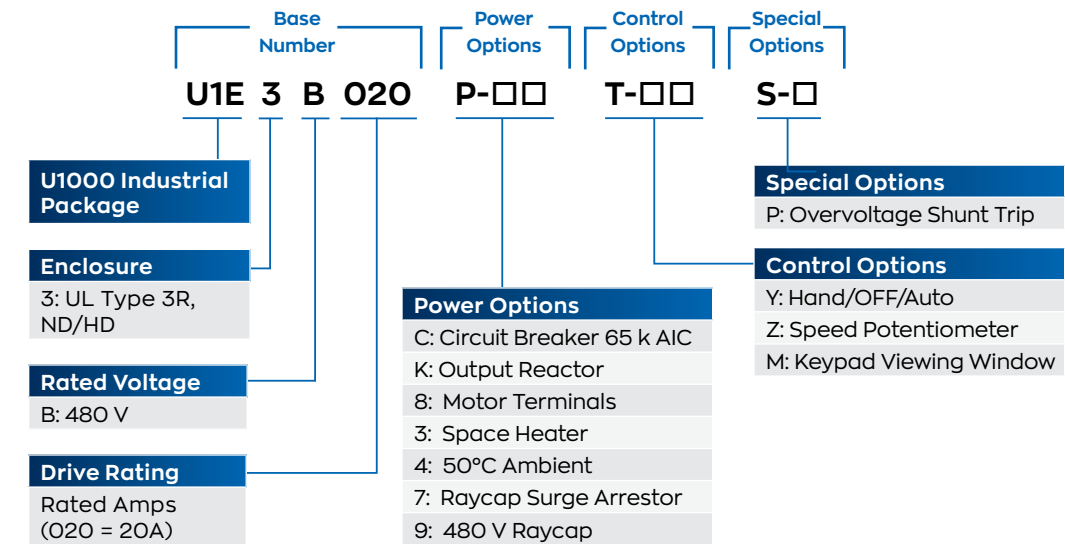 Base Number
Power Options
Control Options
Special Options
U1E 3 B 020 P-□□ T-□□ S-□
U1000 Industrial
Package
Enclosure
3: UL Type 3R,
ND/HD
Rated Voltage
B: 480 V
Drive Rating
Rated Amps
(020 = 20A)
Power Options
C: Circuit Breaker 65 k AIC
K: Output Reactor
8: Motor Terminals
3: Space Heater
4: 50°C Ambient
7: Raycap Surge Arrestor
9: 480 V Raycap
Special Options
P: Overvoltage Shunt Trip
Control Options
Y: Hand/OFF/Auto
Z: Speed Potentiometer
M: Keypad Viewing Window